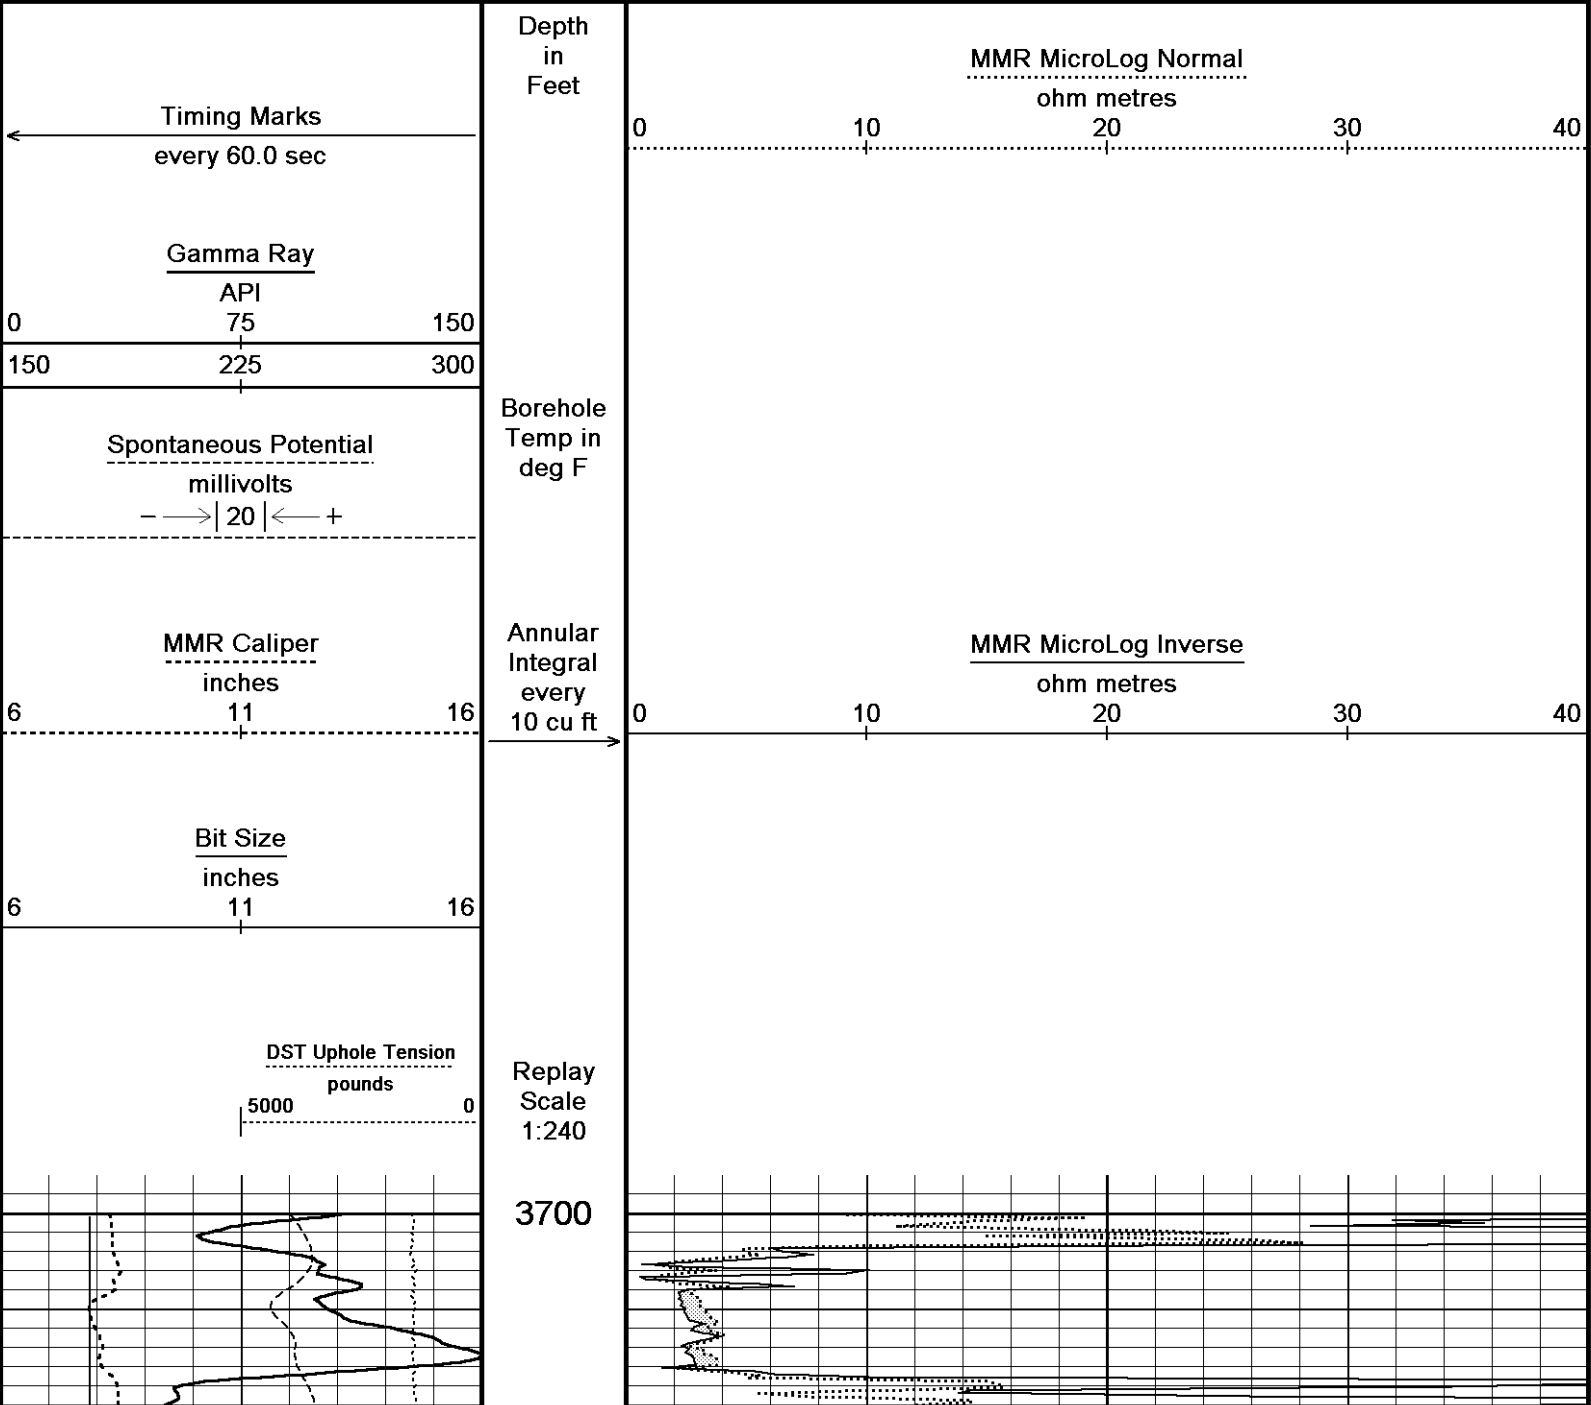 Timing Marks
every 60.0 sec
Gamma Ray
API
0 75 150
150 225 300
Spontaneous Potential
millivolts
− | 20 | +
MMR Caliper
inches
6 11 16
Bit Size
inches
6 11 16
DST Uphole Tension
pounds
5000 0
Depth
in
Feet
Borehole
Temp in
deg F
Annular
Integral
every
10 cu ft
Replay
Scale
1:240
3700
MMR MicroLog Normal
ohm metres
0 10 20 30 40
MMR MicroLog Inverse
ohm metres
0 10 20 30 40